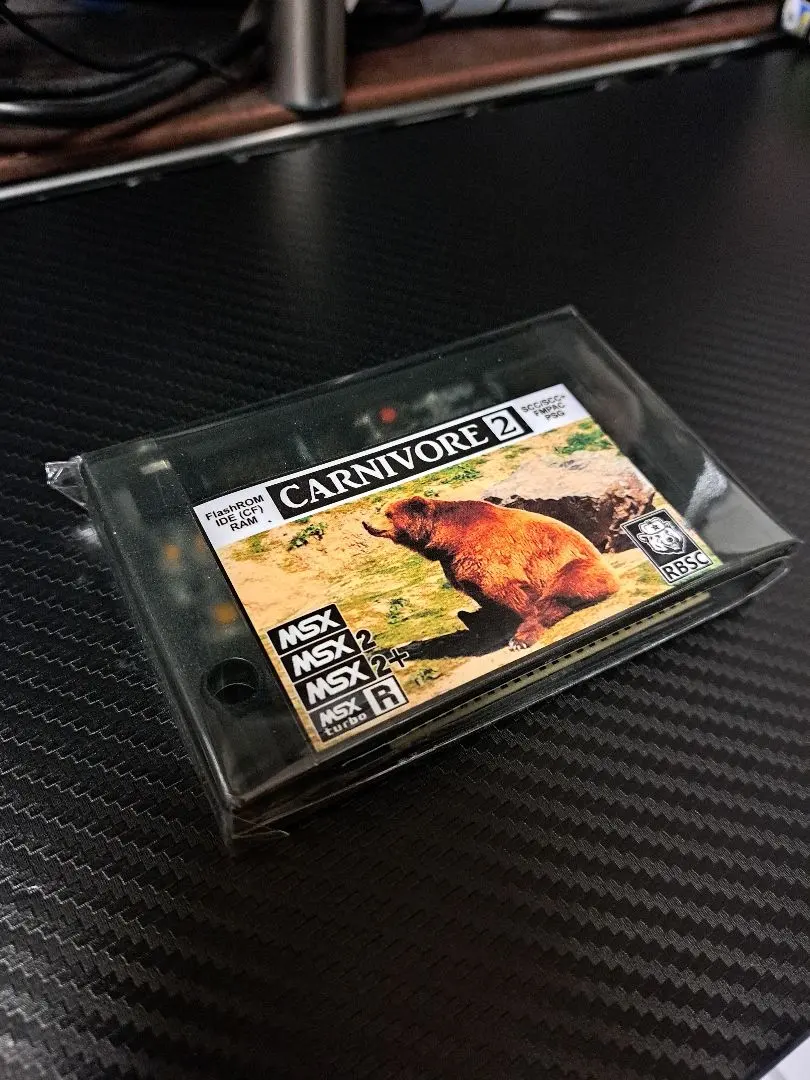 FlashROM
IDE (CF)
RAM
CARNIVORE 2
SCC/SCC+
FMPAC
PSG
MSX
MSX 2
MSX 2+
MSX R
turbo
RBSC